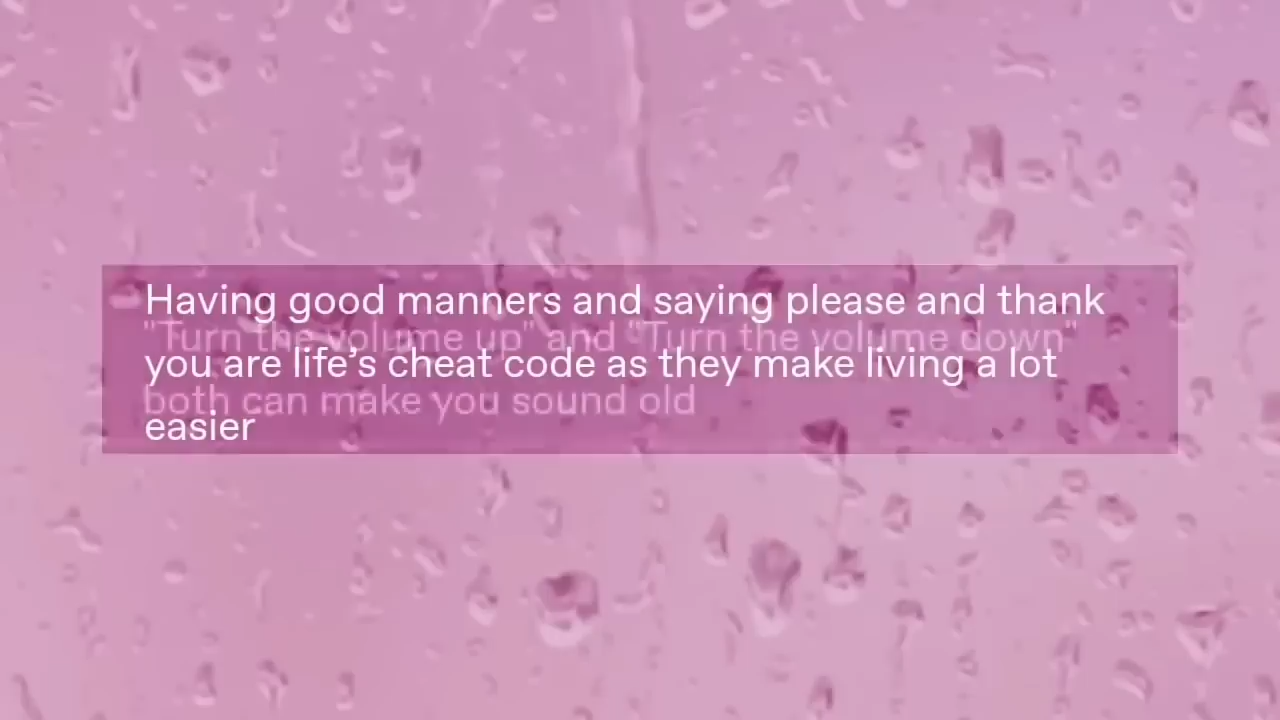 Having good manners and saying please and thank
you are life’s cheat code as they make living a lot
easier
"Turn the volume up" and "Turn the volume down"
both can make you sound old